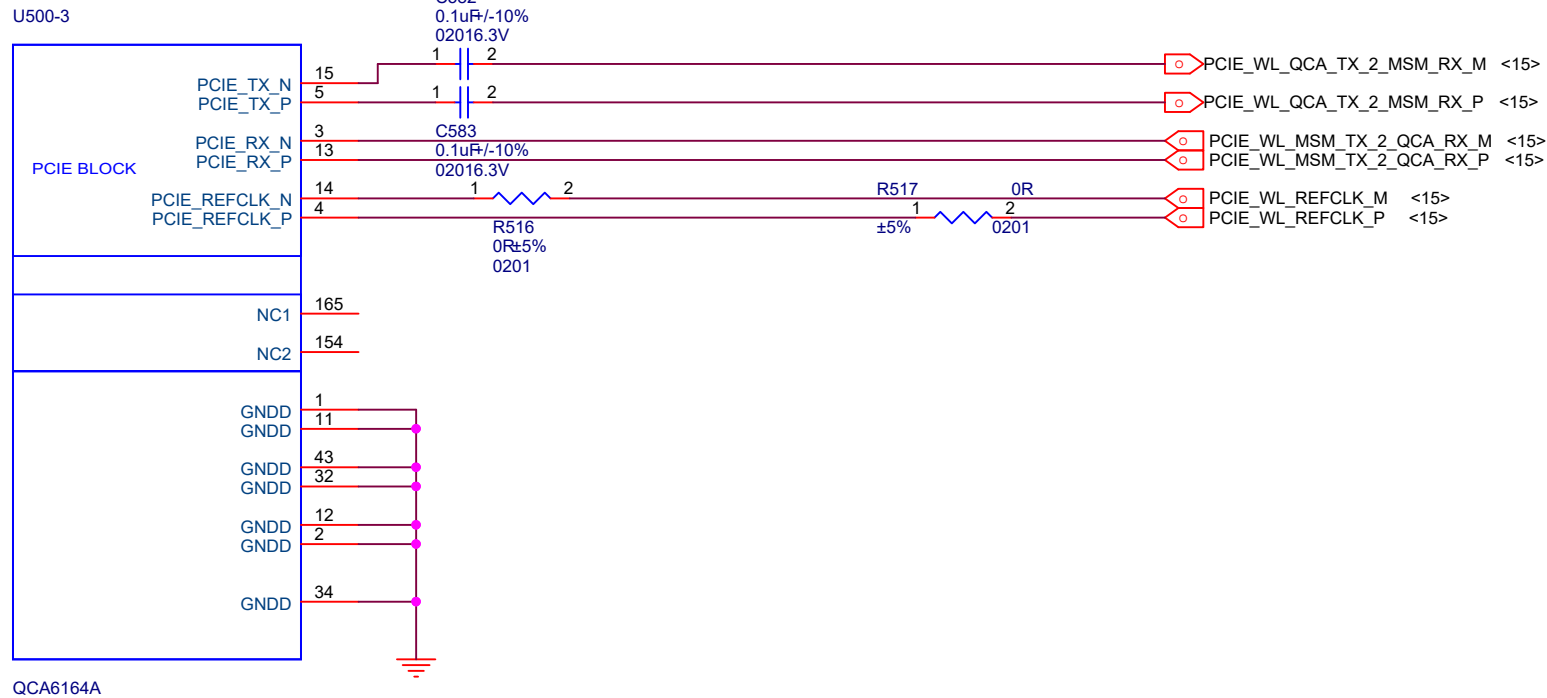 U500-3
0.1uF+/-10%
02016.3V
1 2
PCIE_TX_N 15 PCIE_WL_QCA_TX_2_MSM_RX_M <15>
PCIE_TX_P 5 1 2 PCIE_WL_QCA_TX_2_MSM_RX_P <15>
C583
0.1uF+/-10%
02016.3V
PCIE_RX_N 3 PCIE_WL_MSM_TX_2_QCA_RX_M <15>
PCIE_RX_P 13 PCIE_WL_MSM_TX_2_QCA_RX_P <15>
PCIE BLOCK
PCIE_REFCLK_N 14 1 2 R517 0R PCIE_WL_REFCLK_M <15>
PCIE_REFCLK_P 4 1 2 PCIE_WL_REFCLK_P <15>
R516 ±5% 0201
0R±5%
0201
NC1 165
NC2 154
GNDD 1
GNDD 11
GNDD 43
GNDD 32
GNDD 12
GNDD 2
GNDD 34
QCA6164A